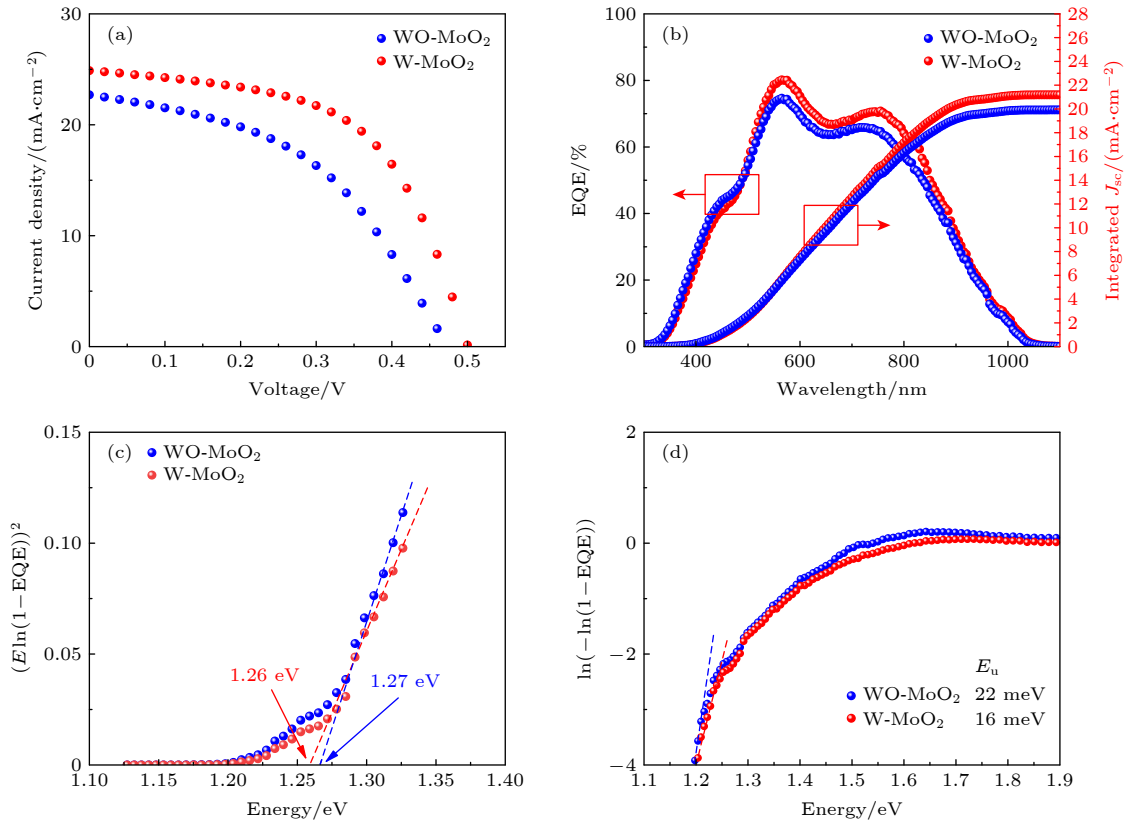 (a)
WO-MoO₂
W-MoO₂
30
20
10
0
Current density/(mA·cm⁻²)
0
0.1
0.2
0.3
0.4
0.5
Voltage/V
(b)
WO-MoO₂
W-MoO₂
100
80
60
40
20
0
EQE/%
28
26
24
22
20
18
16
14
12
10
8
6
4
2
0
Integrated Jsc/(mA·cm⁻²)
400
600
800
1000
Wavelength/nm
(c)
WO-MoO₂
W-MoO₂
0.15
0.10
0.05
0
(Eln(1−EQE))²
1.26 eV
1.27 eV
1.10
1.15
1.20
1.25
1.30
1.35
1.40
Energy/eV
(d)
2
0
−2
−4
ln(−ln(1−EQE))
Eu
WO-MoO₂ 22 meV
W-MoO₂ 16 meV
1.1
1.2
1.3
1.4
1.5
1.6
1.7
1.8
1.9
Energy/eV